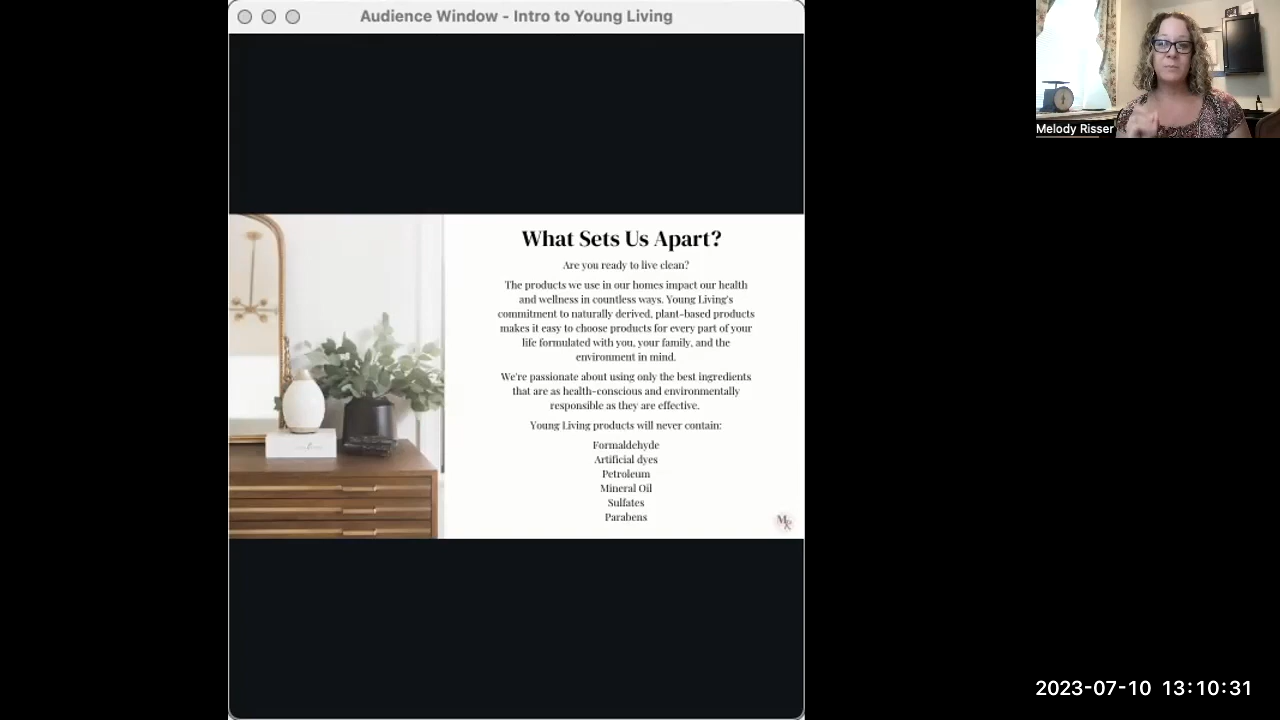 Audience Window - Intro to Young Living
Melody Risser
What Sets Us Apart?
Are you ready to live clean?
The products we use in our homes impact our health
and wellness in countless ways. Young Living's
commitment to naturally derived, plant-based products
makes it easy to choose products for every part of your
life formulated with you, your family, and the
environment in mind.
We're passionate about using only the best ingredients
that are as health-conscious and environmentally
responsible as they are effective.
Young Living products will never contain:
Formaldehyde
Artificial dyes
Petroleum
Mineral Oil
Sulfates
Parabens
2023-07-10 13:10:31